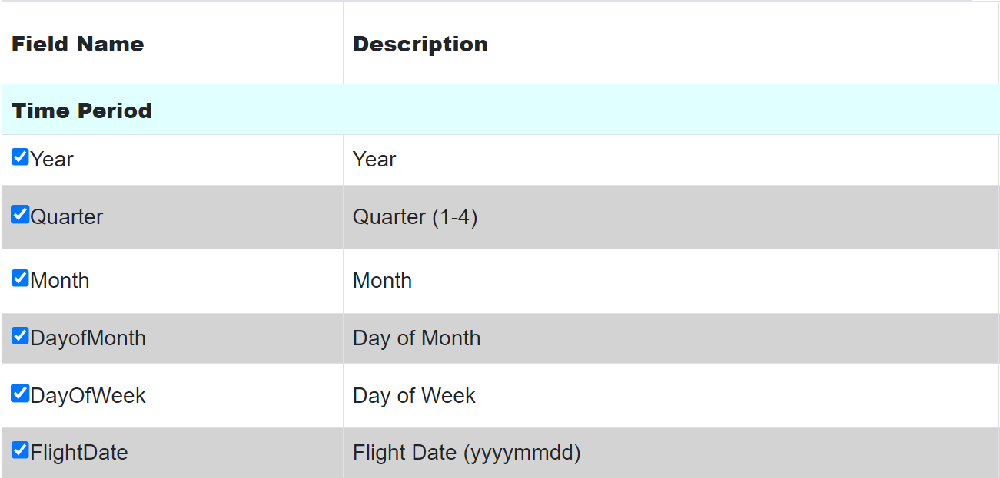 Field Name Description
Time Period
Year Year
Quarter Quarter (1-4)
Month Month
DayofMonth Day of Month
DayOfWeek Day of Week
FlightDate Flight Date (yyyymmdd)